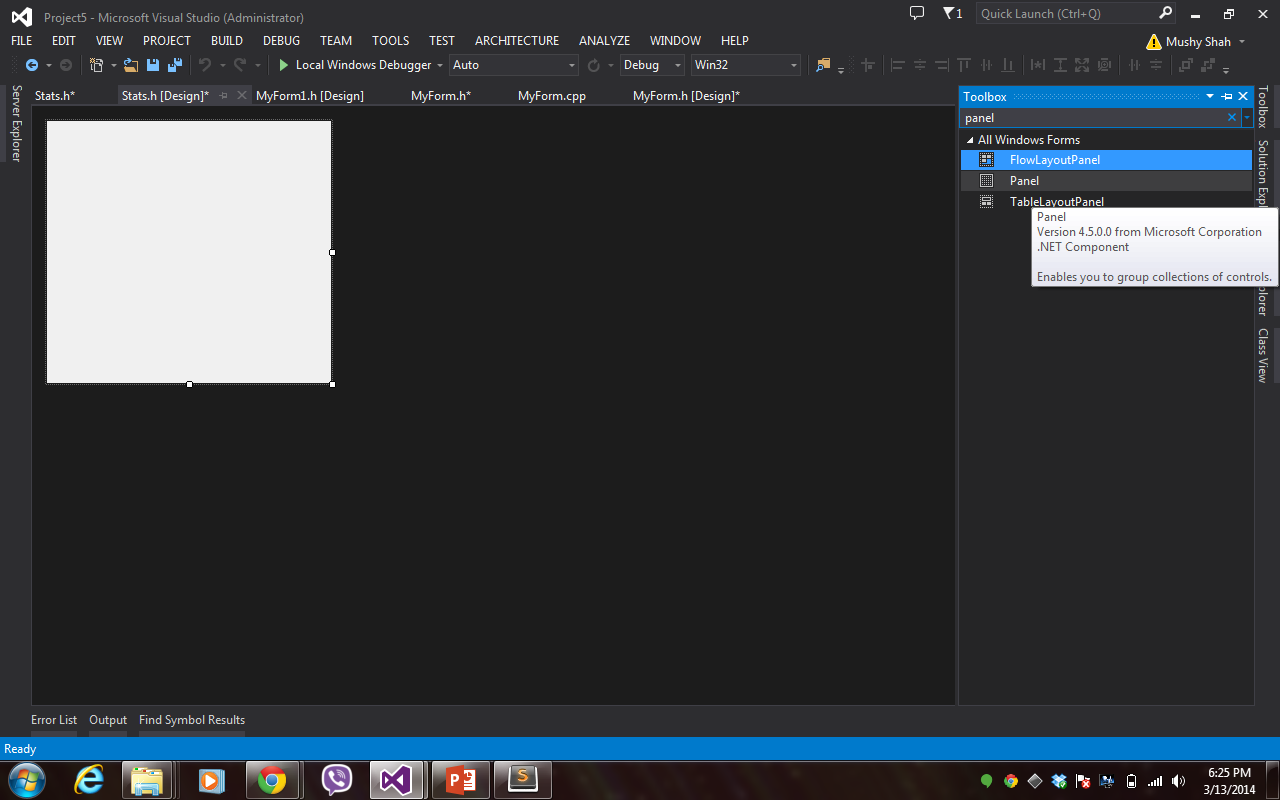 Project5 - Microsoft Visual Studio (Administrator)
1
Quick Launch (Ctrl+Q)
FILE EDIT VIEW PROJECT BUILD DEBUG TEAM TOOLS TEST ARCHITECTURE ANALYZE WINDOW HELP
Mushy Shah
Local Windows Debugger Auto Debug Win32
Server Explorer
Stats.h* Stats.h [Design]* MyForm1.h [Design] MyForm.h* MyForm.cpp MyForm.h [Design]*
Toolbox
panel
All Windows Forms
FlowLayoutPanel
Panel
TableLayoutPanel
Panel
Version 4.5.0.0 from Microsoft Corporation
.NET Component
Enables you to group collections of controls.
Toolbox
Solution Expl
plorer
Class View
Error List Output Find Symbol Results
Ready
6:25 PM
3/13/2014